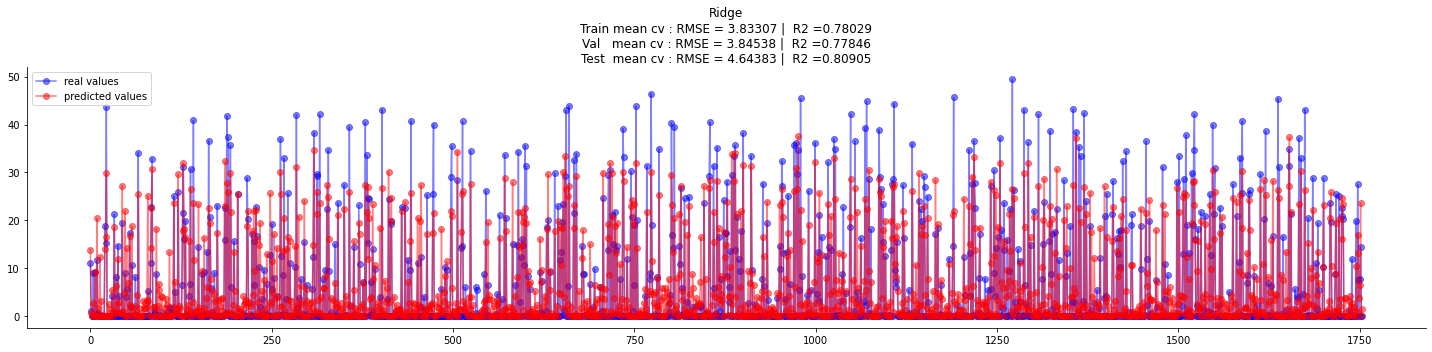 Ridge
Train mean cv : RMSE = 3.83307 |  R2 =0.78029
Val   mean cv : RMSE = 3.84538 |  R2 =0.77846
Test  mean cv : RMSE = 4.64383 |  R2 =0.80905
real values
predicted values
50
40
30
20
10
0
0 250 500 750 1000 1250 1500 1750